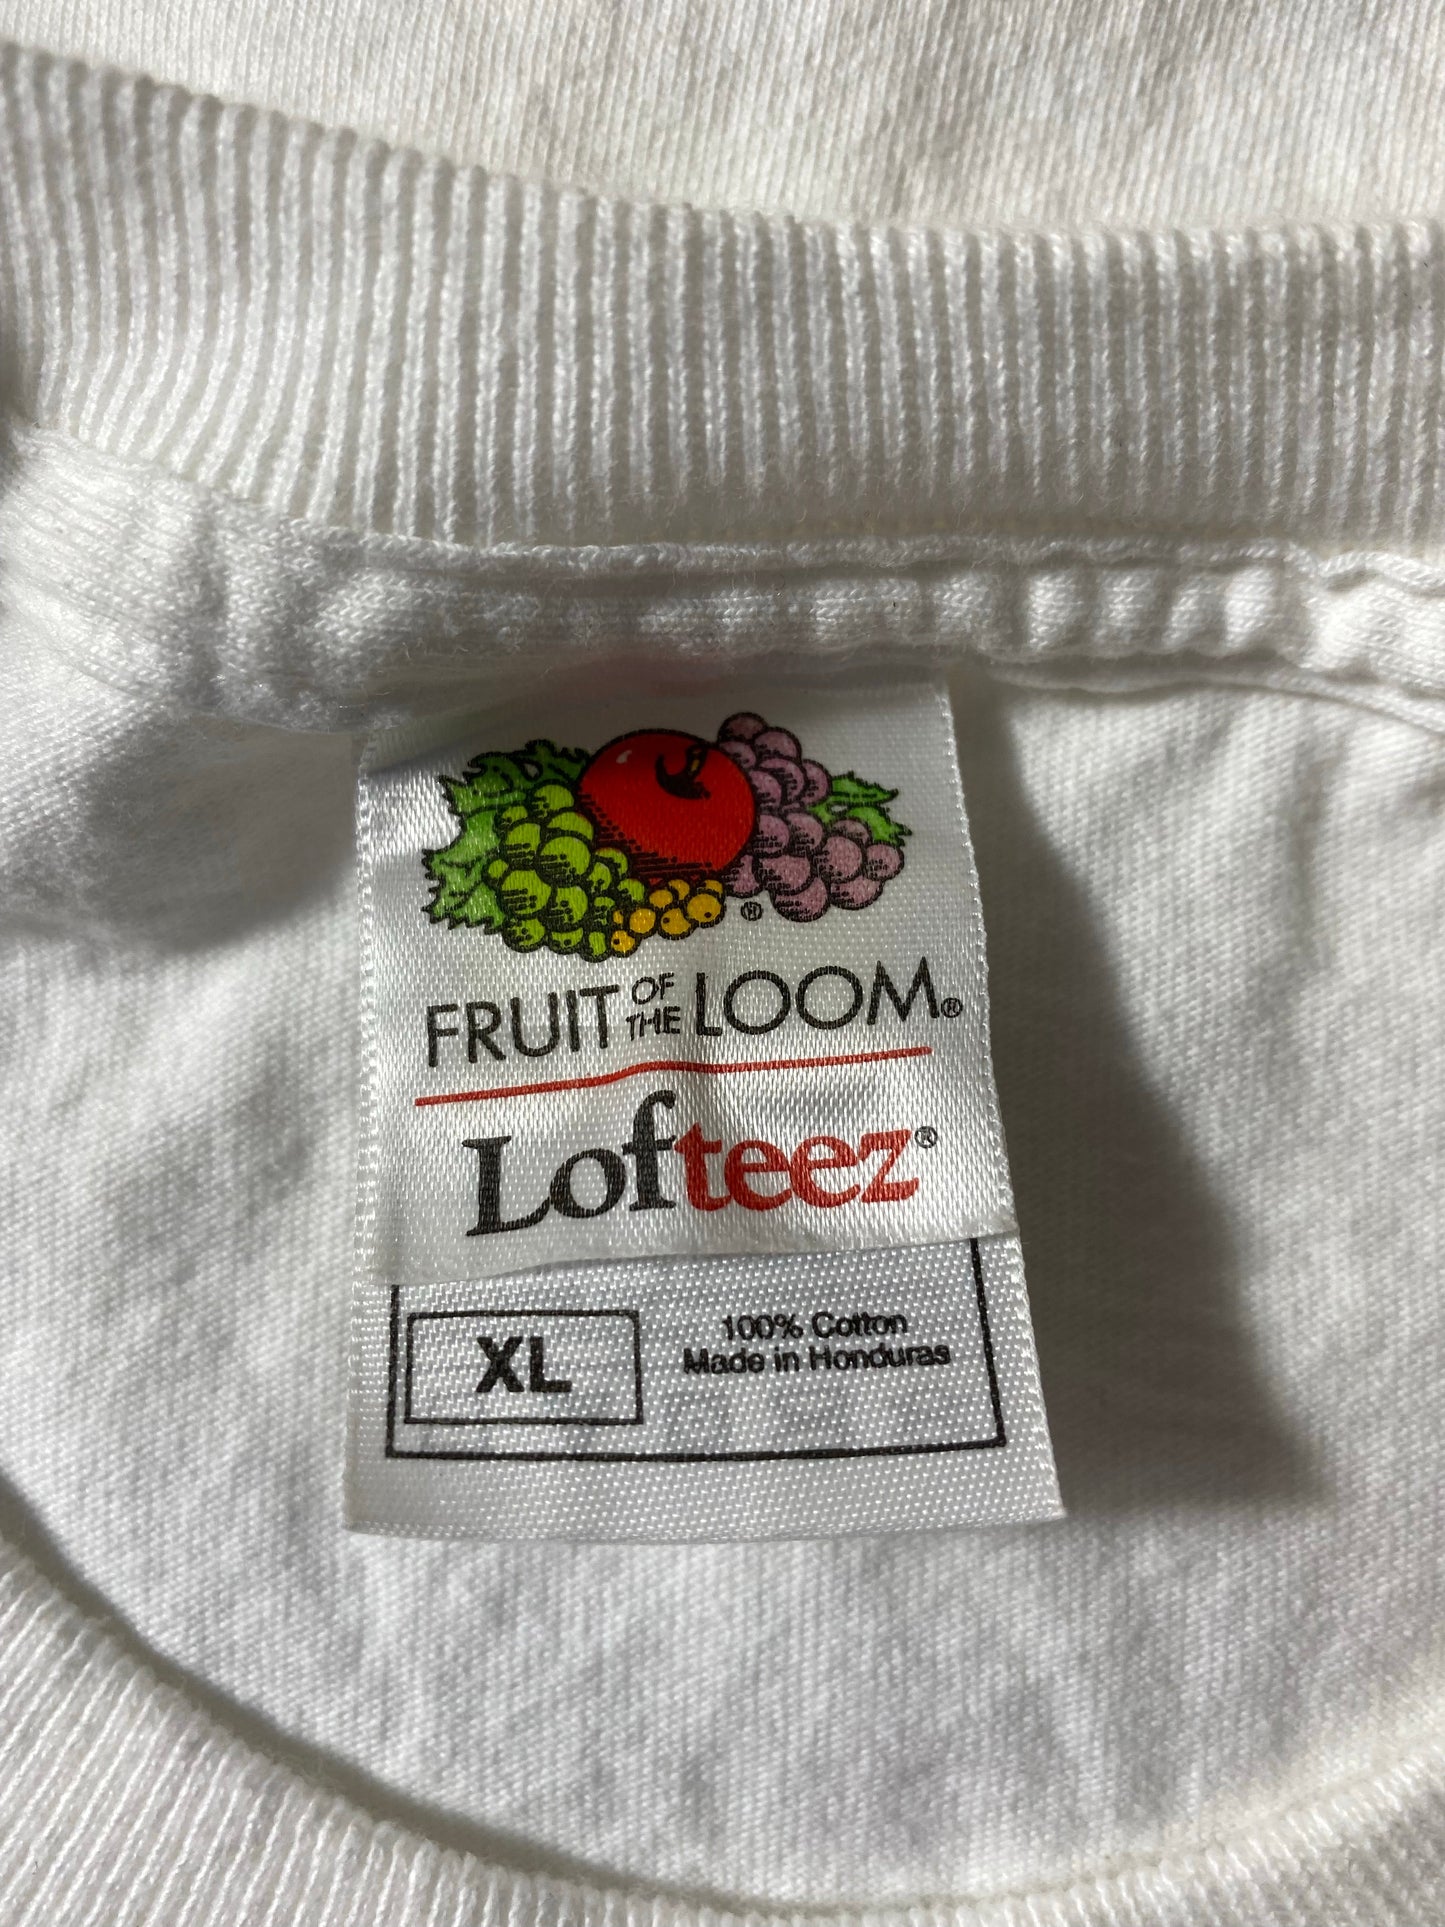 ®
FRUIT OF THE LOOM®
Lofteez®
XL
100% Cotton
Made in Honduras